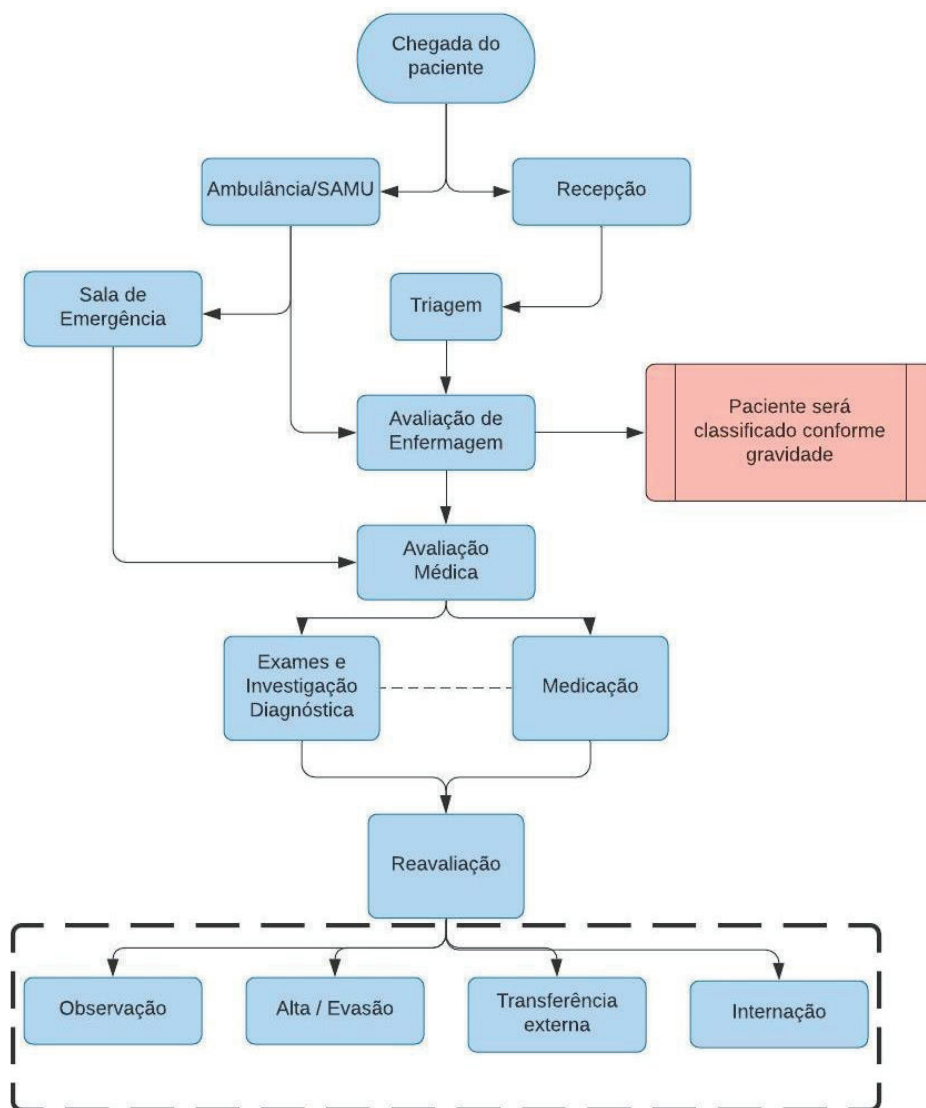 Chegada do
paciente
Ambulância/SAMU
Recepção
Sala de
Emergência
Triagem
Avaliação de
Enfermagem
Paciente será
classificado conforme
gravidade
Avaliação
Médica
Exames e
Investigação
Diagnóstica
Medicação
Reavaliação
Observação
Alta / Evasão
Transferência
externa
Internação